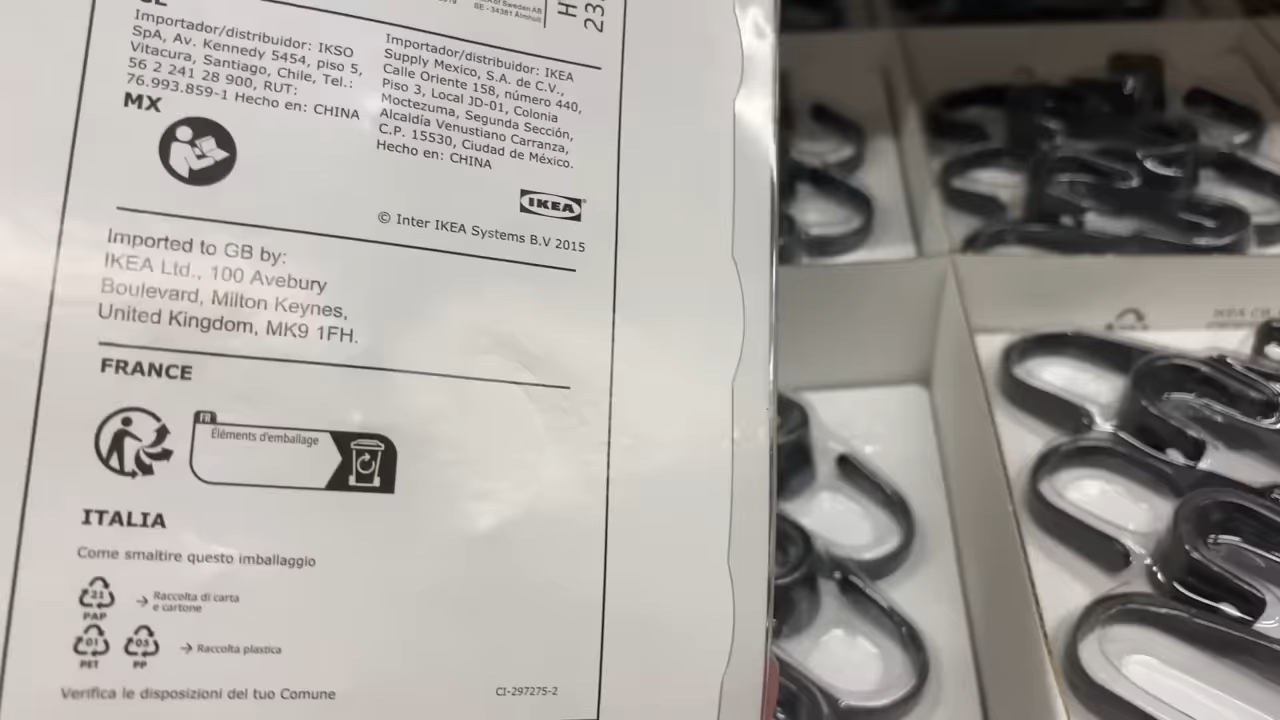 SE - 34381 Älmhult
Importador/distribuidor: IKSO
SpA, Av. Kennedy 5454, piso 5,
Vitacura, Santiago, Chile, Tel.:
56 2 241 28 900, RUT:
76.993.859-1 Hecho en: CHINA
MX
Importador/distribuidor: IKEA
Supply Mexico, S.A. de C.V.,
Calle Oriente 158, número 440,
Piso 3, Local JD-01, Colonia
Moctezuma, Segunda Sección,
Alcaldía Venustiano Carranza,
C.P. 15530, Ciudad de México.
Hecho en: CHINA
IKEA
© Inter IKEA Systems B.V 2015
Imported to GB by:
IKEA Ltd., 100 Avebury
Boulevard, Milton Keynes,
United Kingdom, MK9 1FH.
FRANCE
FR
Éléments d'emballage
ITALIA
Come smaltire questo imballaggio
21
PAP
→ Raccolta di carta
e cartone
01
PET
05
PP
→ Raccolta plastica
Verifica le disposizioni del tuo Comune
CI-297275-2